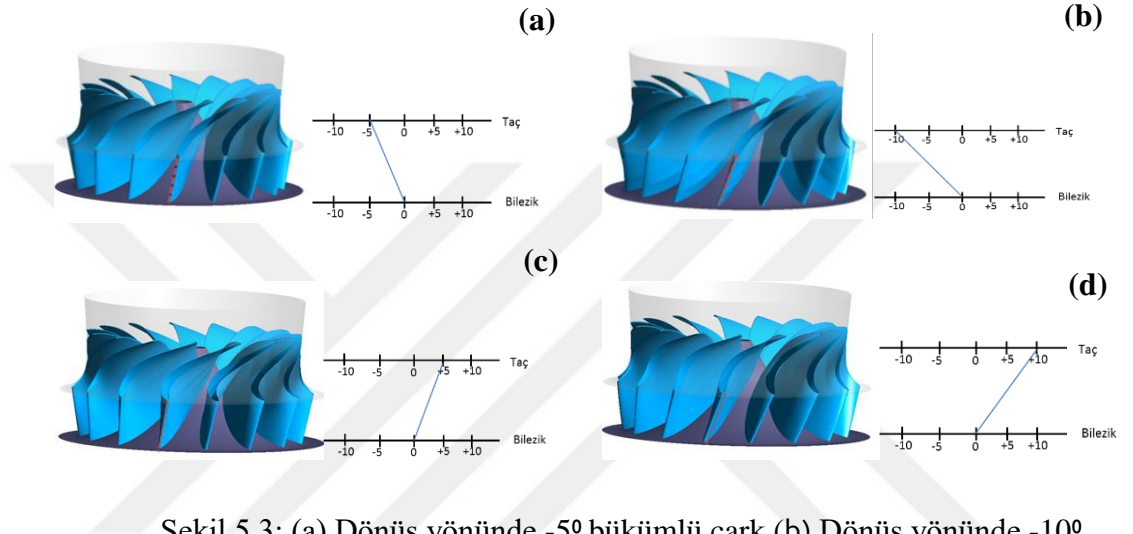 (a)
-10 -5 0 +5 +10 Taç
-10 -5 0 +5 +10 Bilezik
(b)
-10 -5 0 +5 +10 Taç
-10 -5 0 +5 +10 Bilezik
(c)
-10 -5 0 +5 +10 Taç
-10 -5 0 +5 +10 Bilezik
(d)
-10 -5 0 +5 +10 Taç
-10 -5 0 +5 +10 Bilezik
Şekil 5.3: (a) Dönüş yönünde -5⁰ bükümlü çark (b) Dönüş yönünde -10⁰